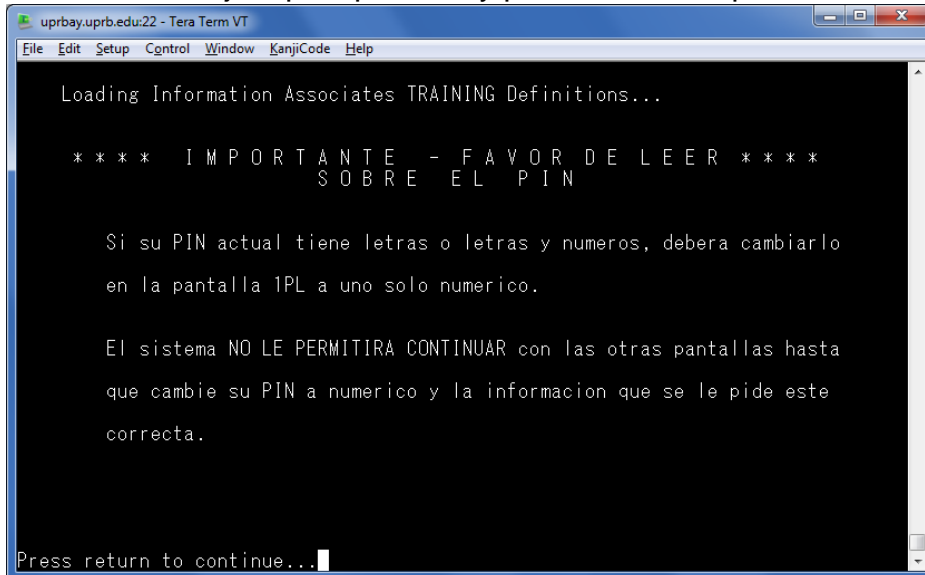 uprbay.uprb.edu:22 - Tera Term VT
File Edit Setup Control Window KanjiCode Help
Loading Information Associates TRAINING Definitions...
* * * * I M P O R T A N T E - F A V O R D E L E E R * * * *
S O B R E E L P I N
Si su PIN actual tiene letras o letras y numeros, debera cambiarlo
en la pantalla 1PL a uno solo numerico.
El sistema NO LE PERMITIRA CONTINUAR con las otras pantallas hasta
que cambie su PIN a numerico y la informacion que se le pide este
correcta.
Press return to continue...